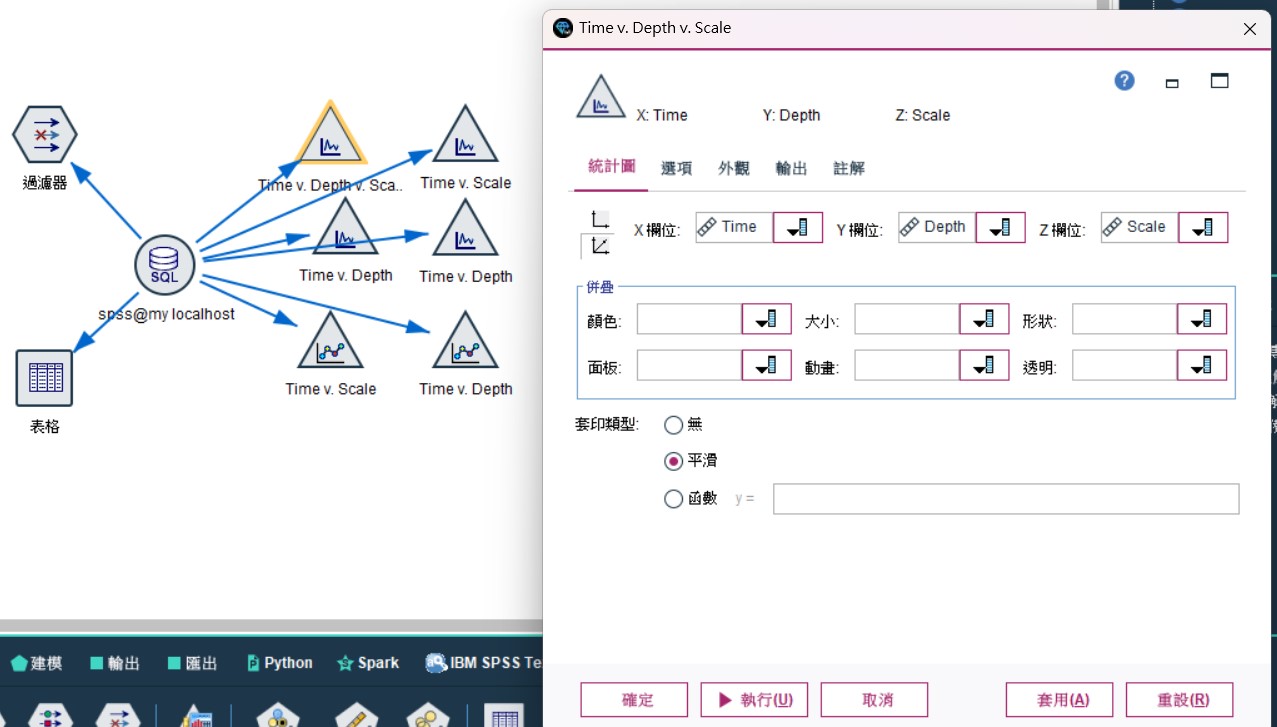 Time v. Depth v. Scale
X: Time
Y: Depth
Z: Scale
統計圖
選項
外觀
輸出
註解
X 欄位:
Time
Y 欄位:
Depth
Z 欄位:
Scale
併疊
顏色:
大小:
形狀:
面板:
動畫:
透明:
套印類型:
無
平滑
函數
y =
確定
執行(U)
取消
套用(A)
重設(R)
過濾器
Time v. Depth v. Sca..
Time v. Scale
SQL
Time v. Depth
Time v. Depth
spss@my localhost
Time v. Scale
Time v. Depth
表格
建模
輸出
匯出
Python
Spark
IBM SPSS Te